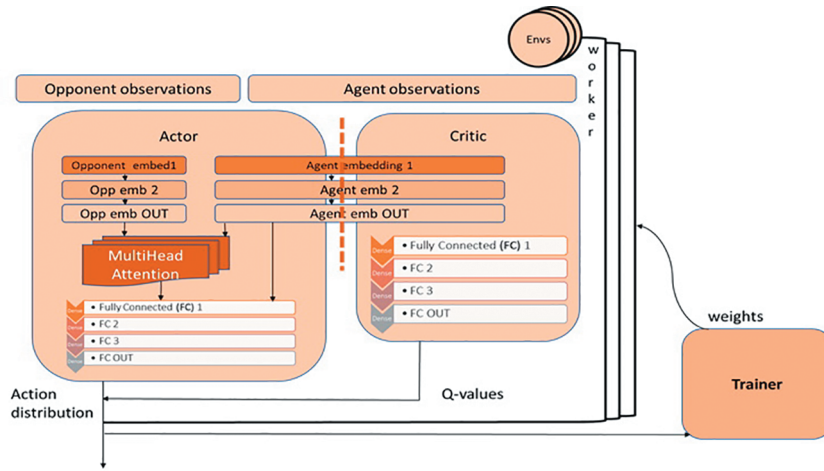 Envs
worker
Opponent observations
Agent observations
Actor
Critic
Opponent embed1
Agent embedding 1
Opp emb 2
Agent emb 2
Opp emb OUT
Agent emb OUT
MultiHead
Attention
Dense
• Fully Connected (FC) 1
Dense
• FC 2
Dense
• FC 3
Dense
• FC OUT
Dense
• Fully Connected (FC) 1
Dense
• FC 2
Dense
• FC 3
Dense
• FC OUT
weights
Trainer
Action
distribution
Q-values